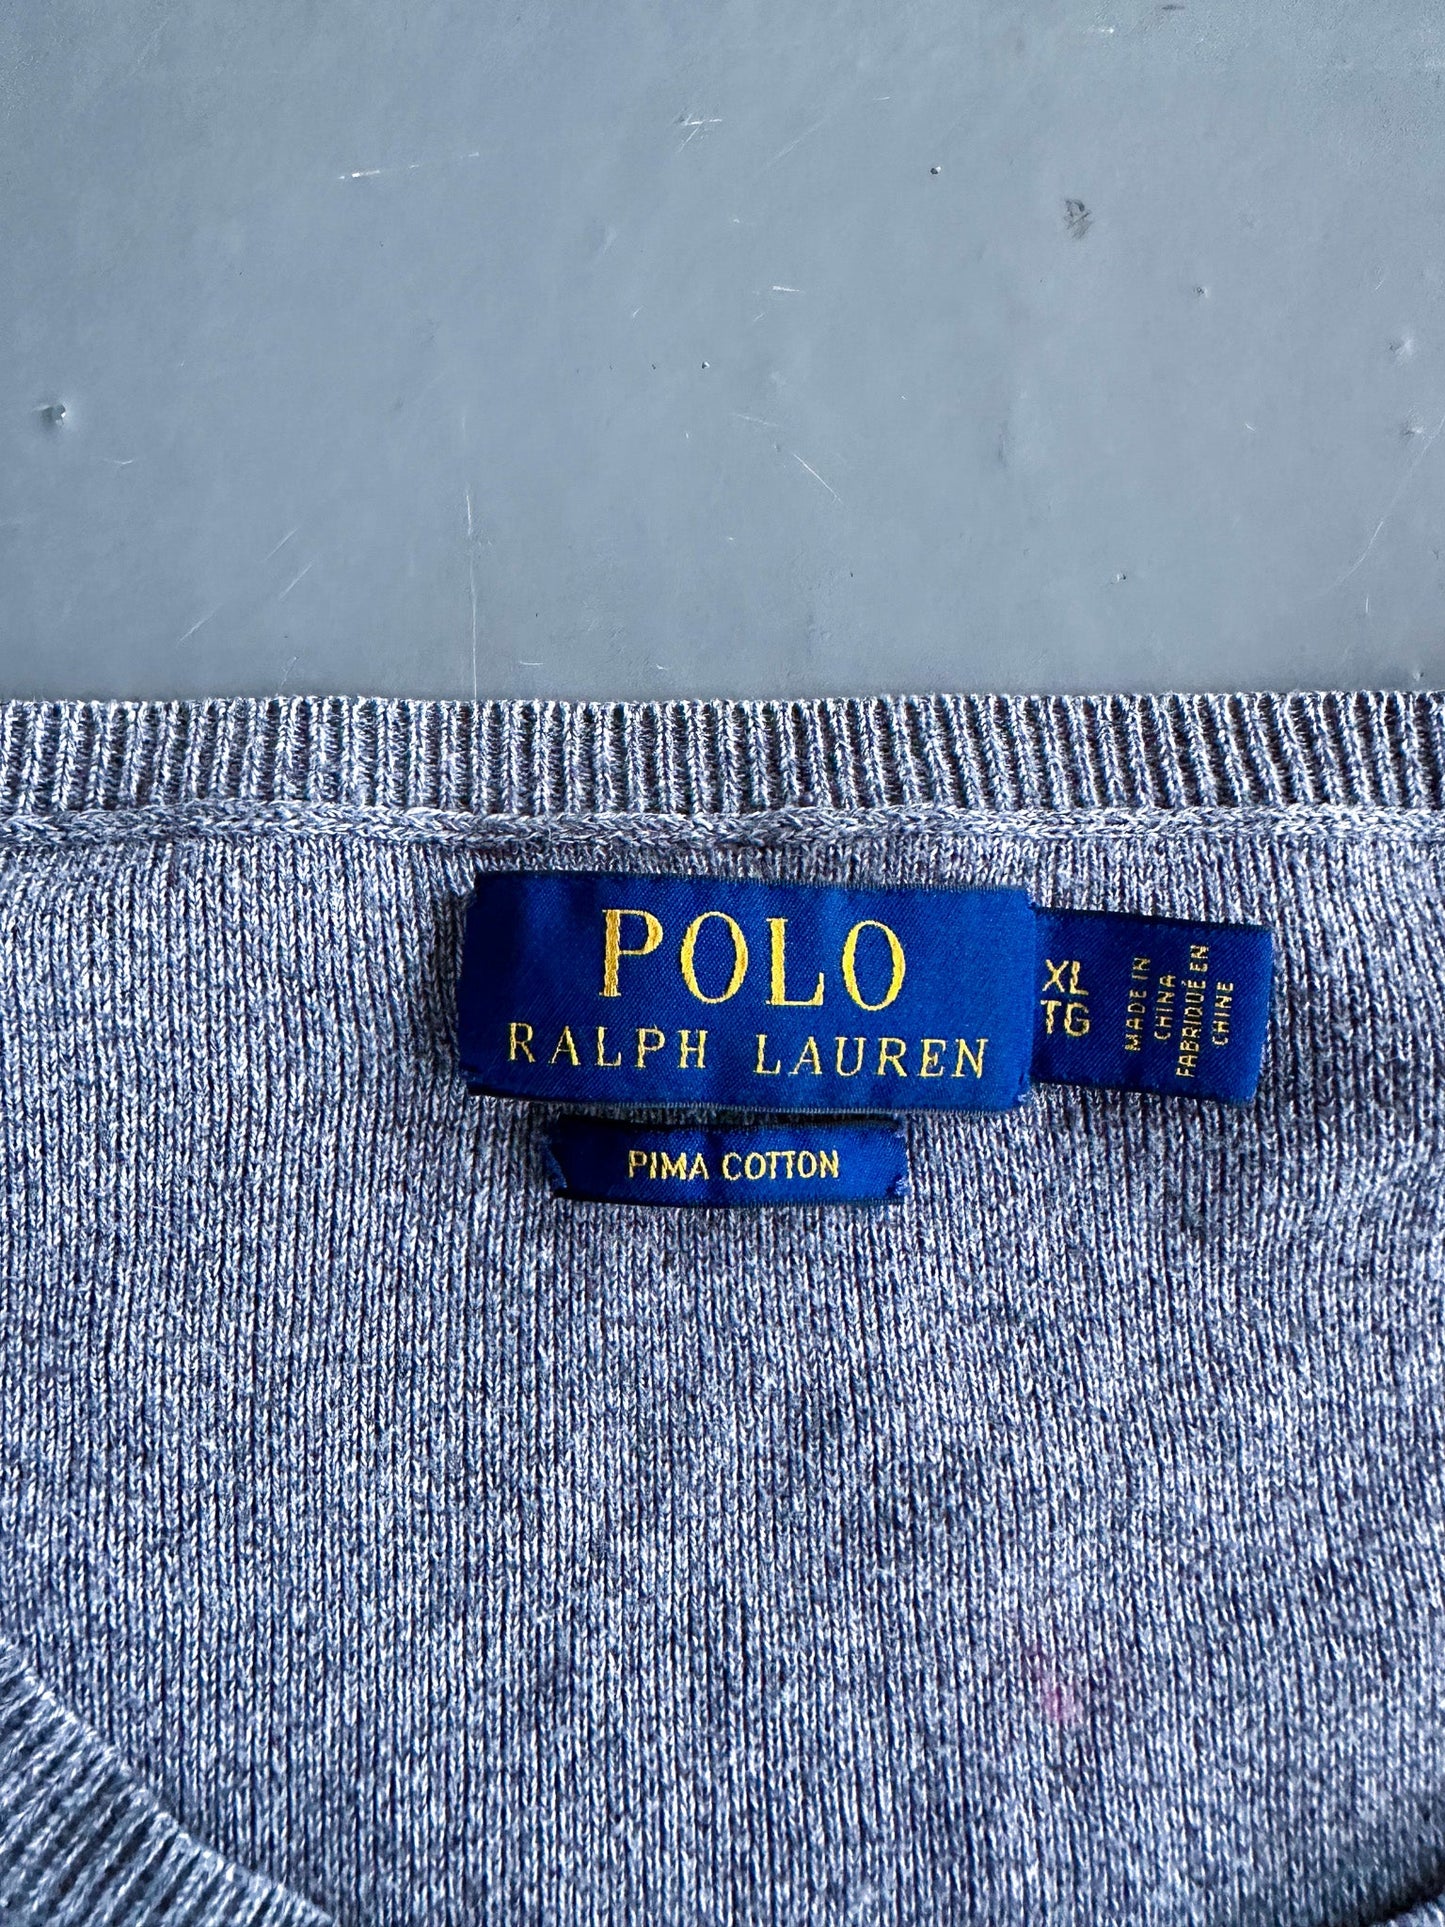 POLO
RALPH LAUREN
XL
TG
MADE IN
CHINA
FABRIQUÉ EN
CHINE
PIMA COTTON